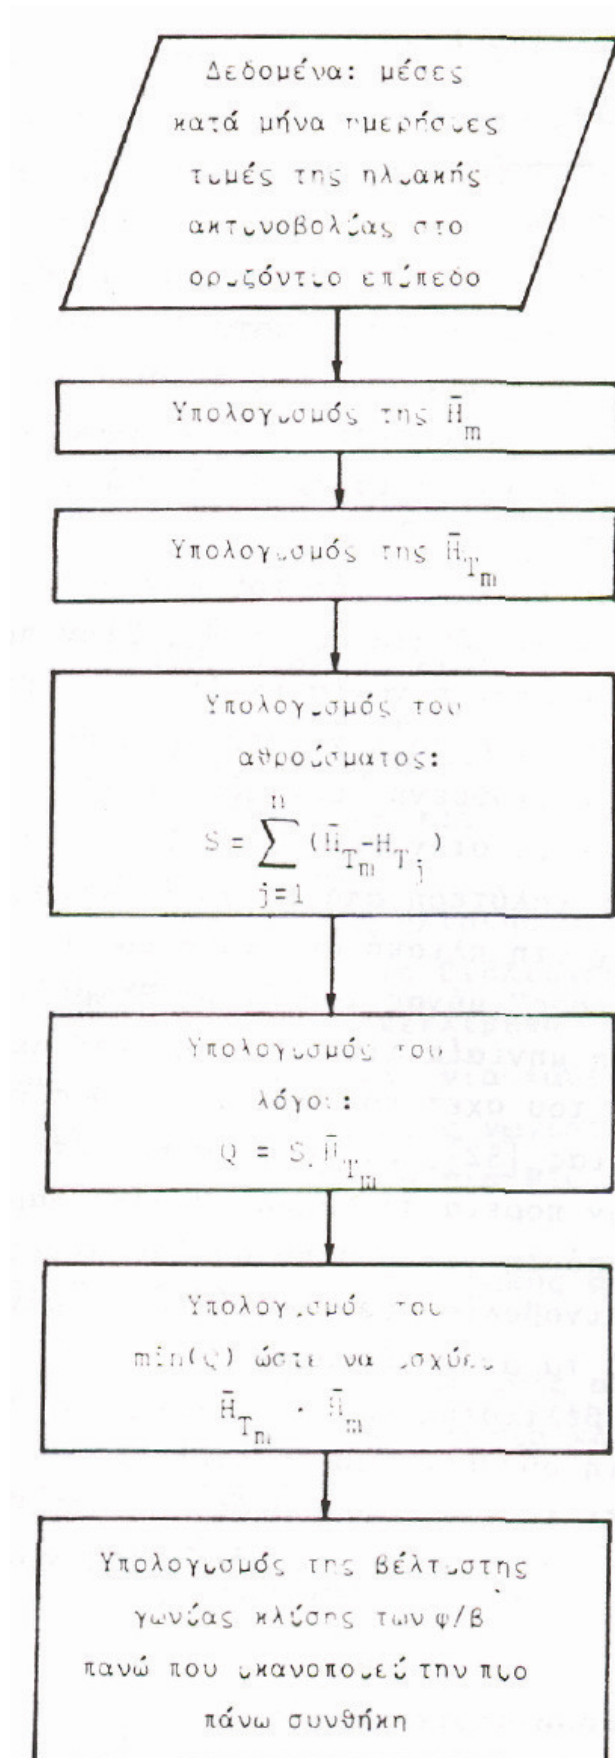 Δεδομένα: μέσες
κατά μήνα ημερήσιες
τιμές της ηλιακής
ακτινοβολίας στο
οριζόντιο επίπεδο
Υπολογισμός της H̄m
Υπολογισμός της H̄Tm
Υπολογισμός του
αθροίσματος:
n
S = ∑ (H̄Tm-HTj)
j=1
Υπολογισμός του
λόγου:
Q = S/H̄Tm
Υπολογισμός του
min(Q) ώστε να ισχύει
H̄Tm H̄m
Υπολογισμός της βέλτιστης
γωνίας κλίσης των φ/β
πανώ που ικανοποιεί την πιο
πάνω συνθήκη